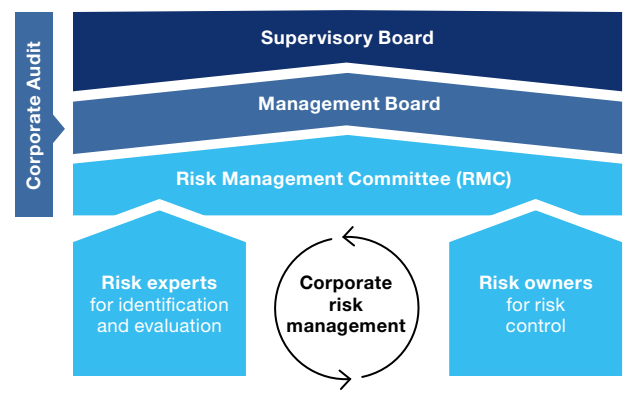 Corporate Audit
Supervisory Board
Management Board
Risk Management Committee (RMC)
Risk experts
for identification
and evaluation
Corporate
risk
management
Risk owners
for risk
control